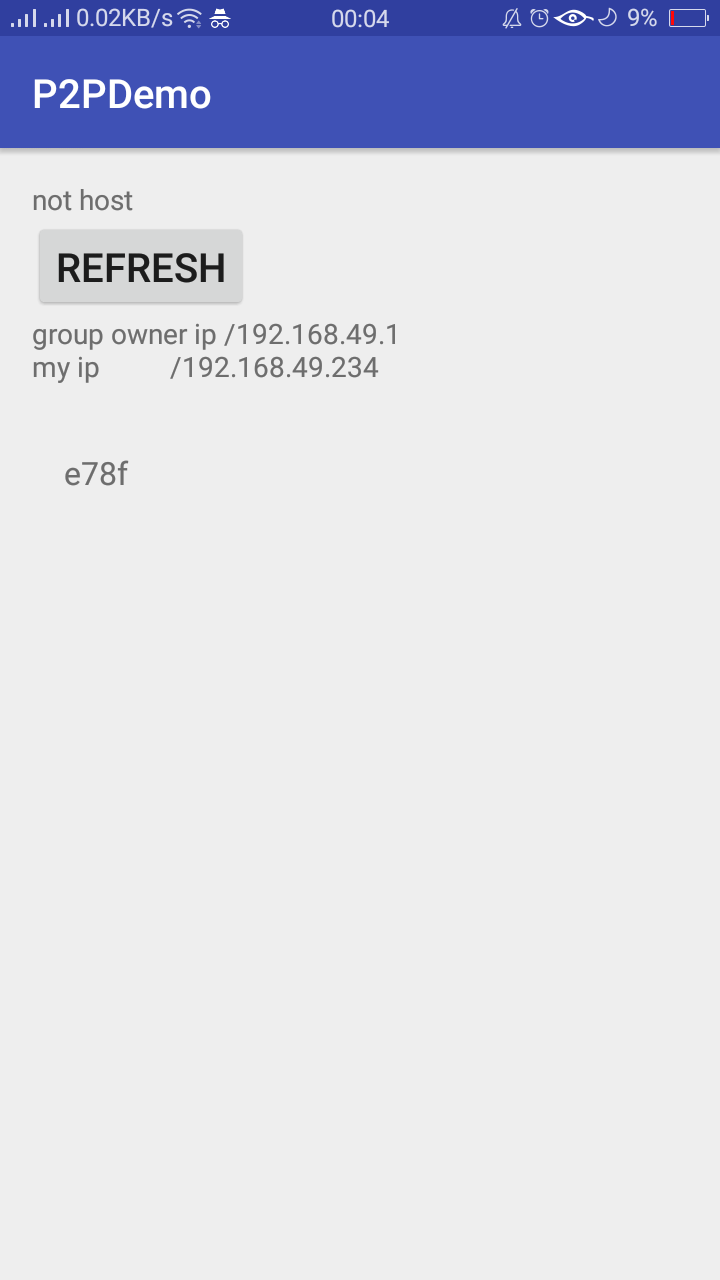 0.02KB/s 00:04 9%
P2PDemo
not host
REFRESH
group owner ip /192.168.49.1
my ip /192.168.49.234
e78f